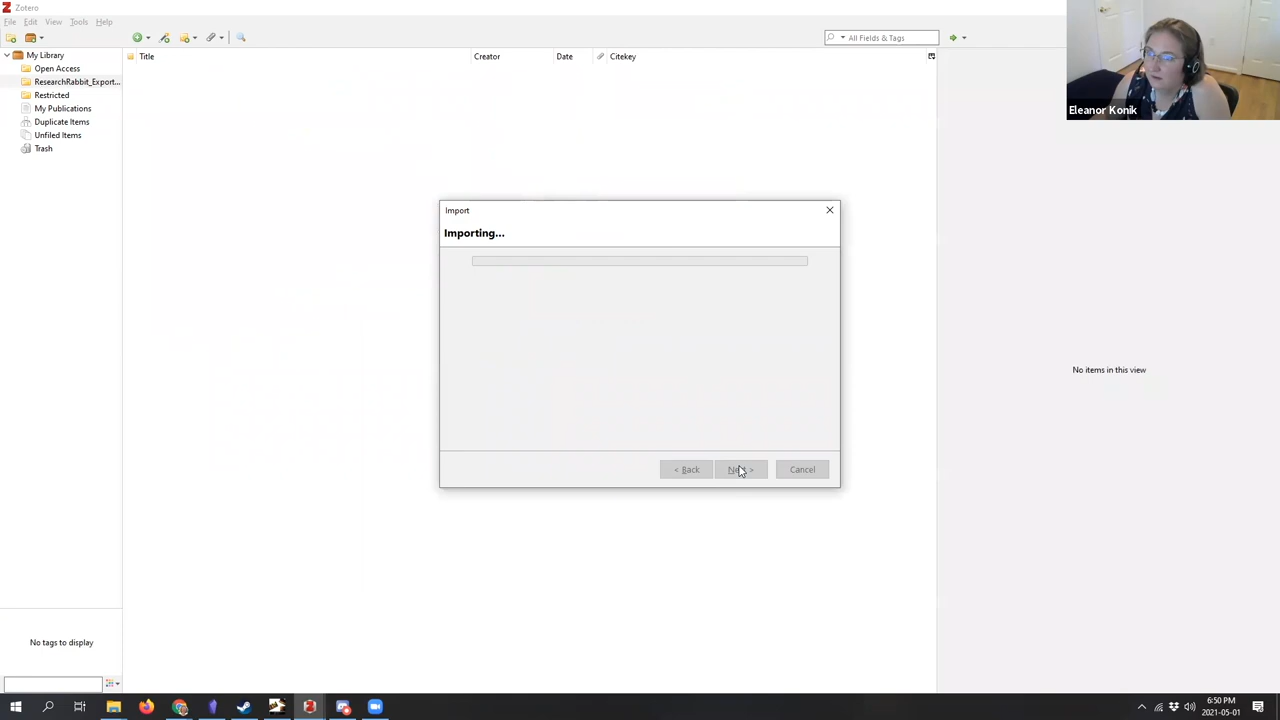 Zotero
File Edit View Tools Help
All Fields & Tags
My Library
Open Access
ResearchRabbit_Export...
Restricted
My Publications
Duplicate Items
Unfiled Items
Trash
Title Creator Date Citekey
Eleanor Konik
Import
Importing...
< Back Next > Cancel
No items in this view
No tags to display
6:50 PM
2021-05-01